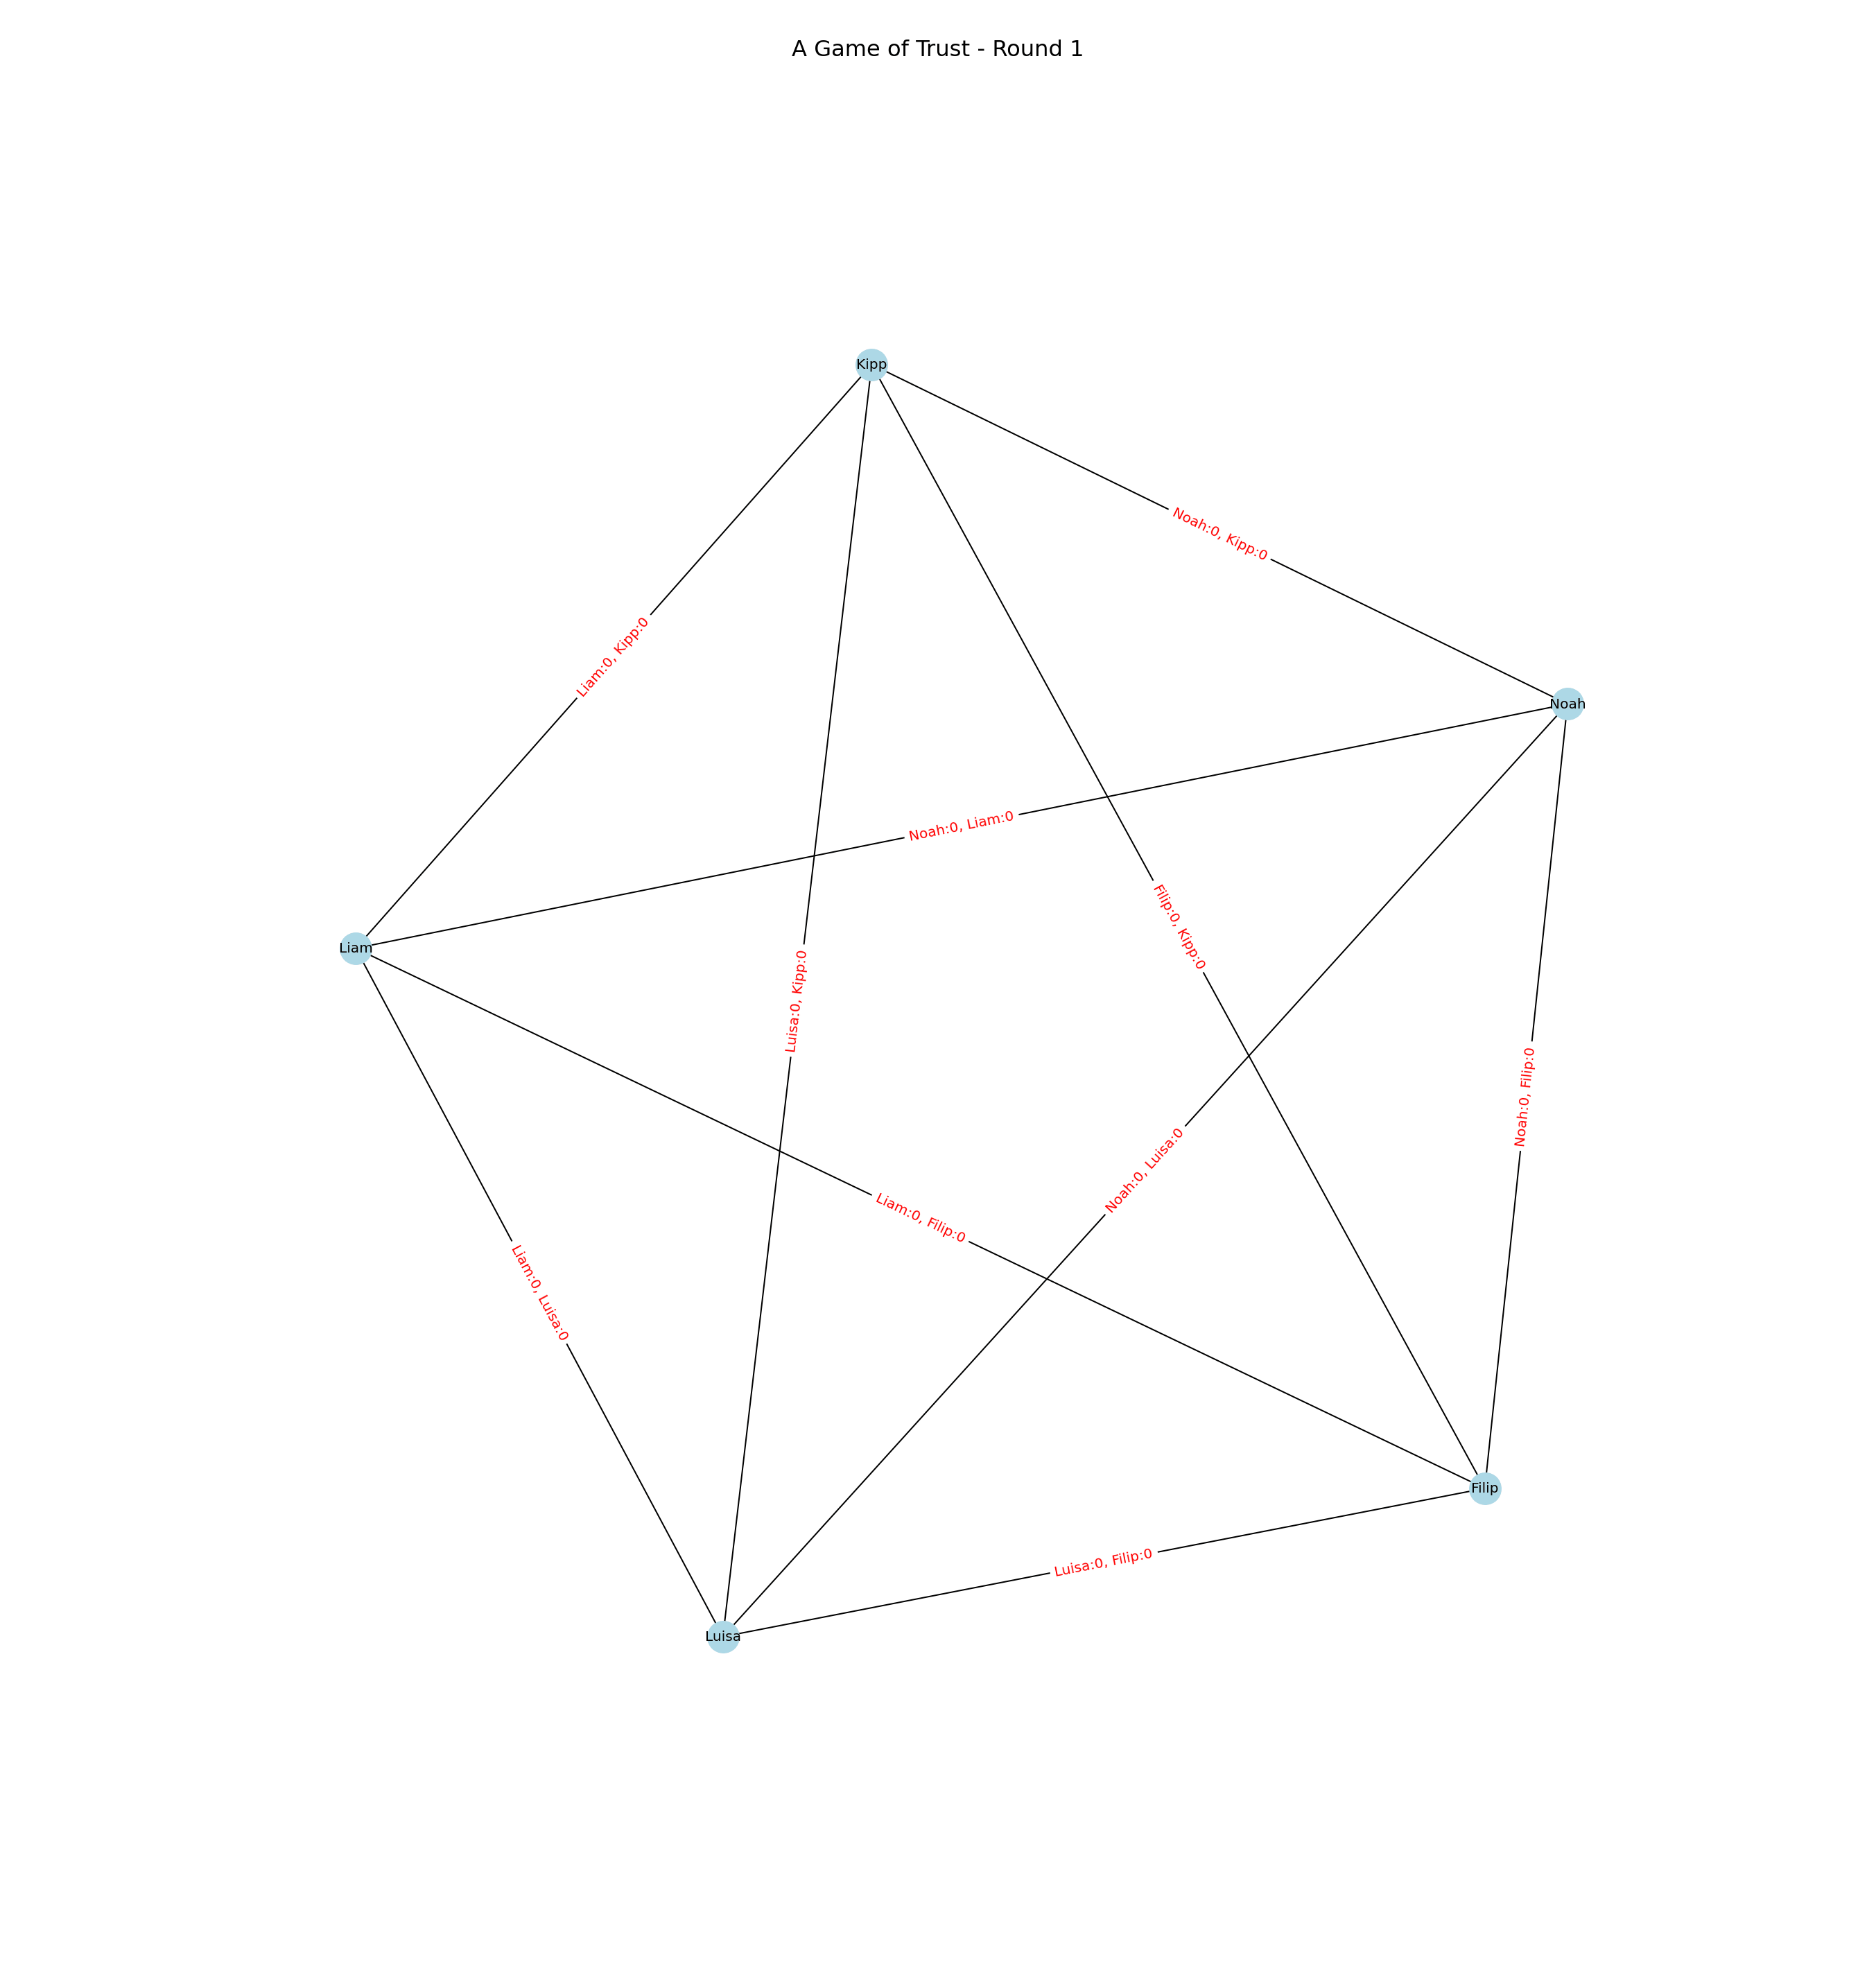 A Game of Trust - Round 1
Kipp
Noah:0, Kipp:0
Liam:0, Kipp:0
Noah
Noah:0, Liam:0
Filip:0, Kipp:0
Liam
Luisa:0, Kipp:0
Noah:0, Filip:0
Noah:0, Luisa:0
Liam:0, Filip:0
Liam:0, Luisa:0
Filip
Luisa:0, Filip:0
Luisa